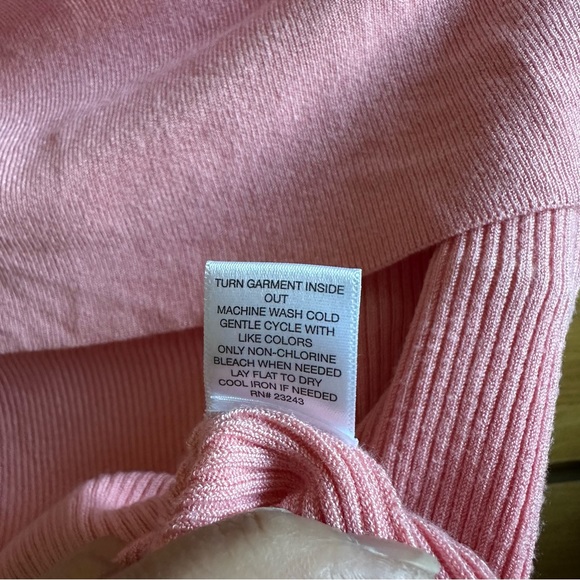 TURN GARMENT INSIDE
OUT
MACHINE WASH COLD
GENTLE CYCLE WITH
LIKE COLORS
ONLY NON-CHLORINE
BLEACH WHEN NEEDED
LAY FLAT TO DRY
COOL IRON IF NEEDED
RN# 23243